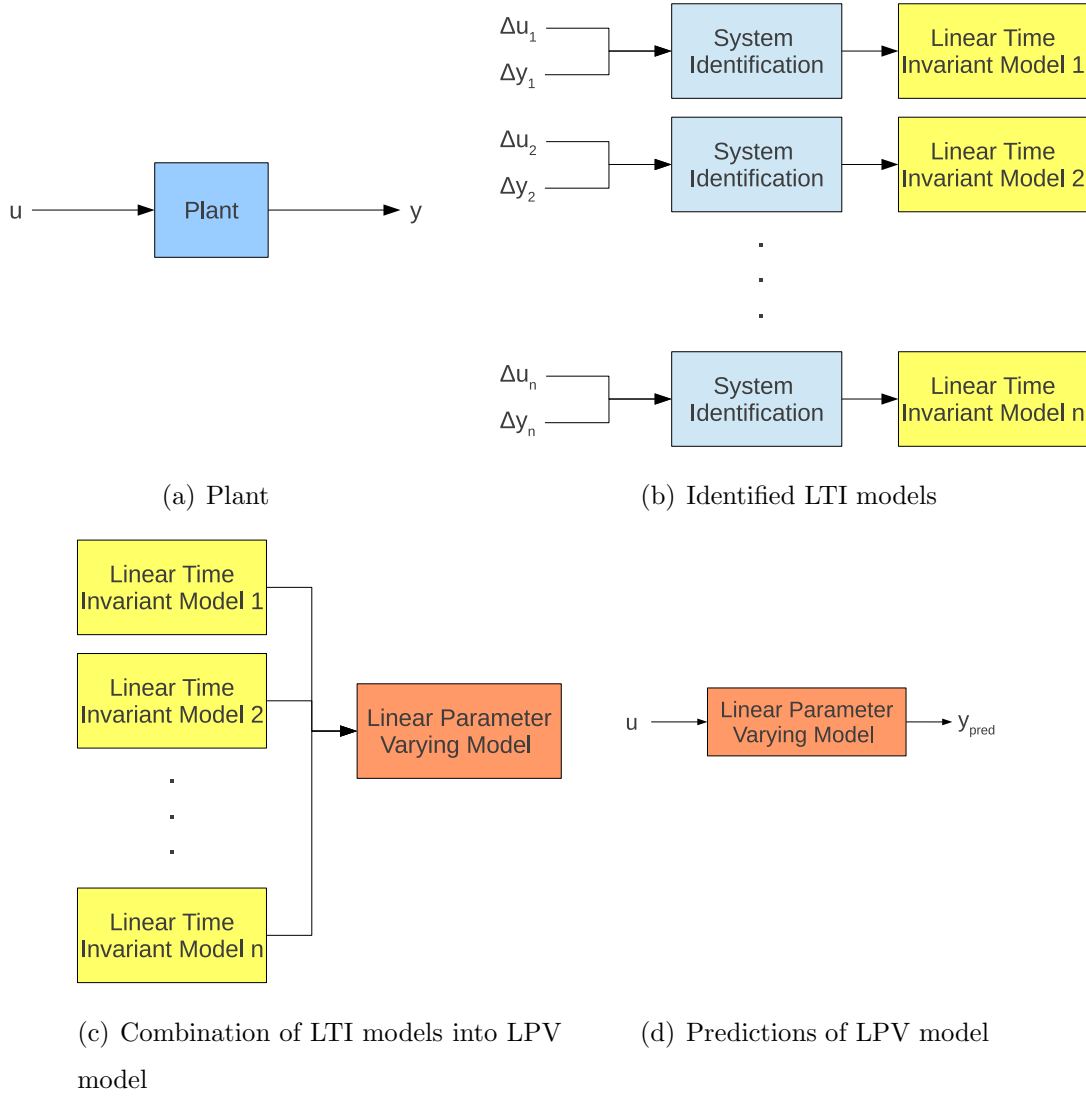 u
Plant
y
(a) Plant
Δu₁
Δy₁
System
Identification
Linear Time
Invariant Model 1
Δu₂
Δy₂
System
Identification
Linear Time
Invariant Model 2
.
.
.
Δuₙ
Δyₙ
System
Identification
Linear Time
Invariant Model n
(b) Identified LTI models
Linear Time
Invariant Model 1
Linear Time
Invariant Model 2
.
.
.
Linear Time
Invariant Model n
Linear Parameter
Varying Model
(c) Combination of LTI models into LPV
model
u
Linear Parameter
Varying Model
y_pred
(d) Predictions of LPV model